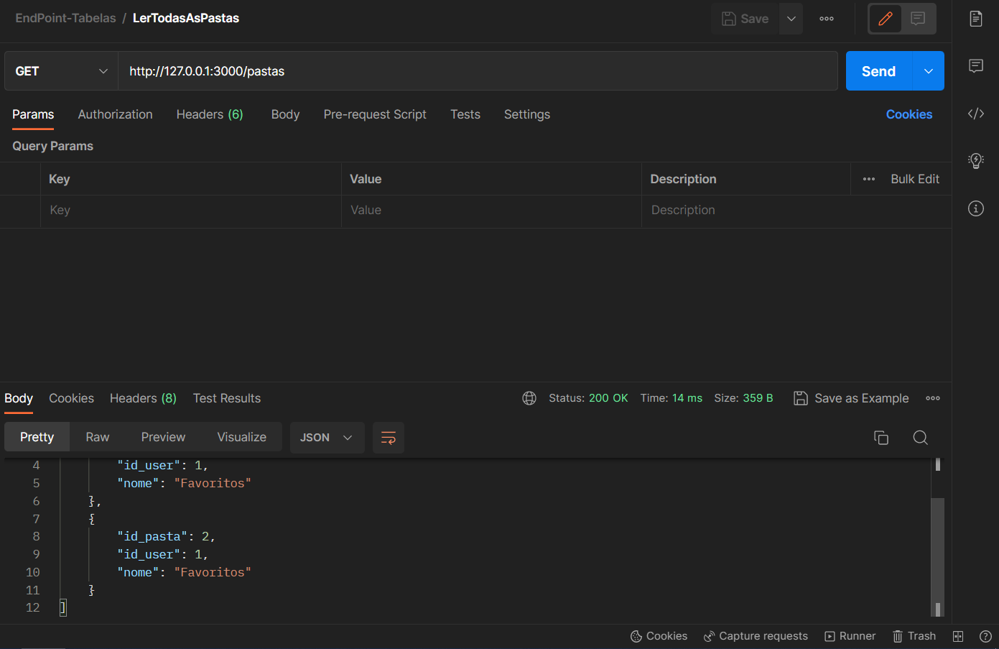 EndPoint-Tabelas / LerTodasAsPastas
Save
GET
http://127.0.0.1:3000/pastas
Send
Params Authorization Headers (6) Body Pre-request Script Tests Settings Cookies
Query Params
Key Value Description Bulk Edit
Key Value Description
Body Cookies Headers (8) Test Results Status: 200 OK Time: 14 ms Size: 359 B Save as Example
Pretty Raw Preview Visualize JSON
4 "id_user": 1,
5 "nome": "Favoritos"
6 },
7 {
8 "id_pasta": 2,
9 "id_user": 1,
10 "nome": "Favoritos"
11 }
12 ]
Cookies Capture requests Runner Trash